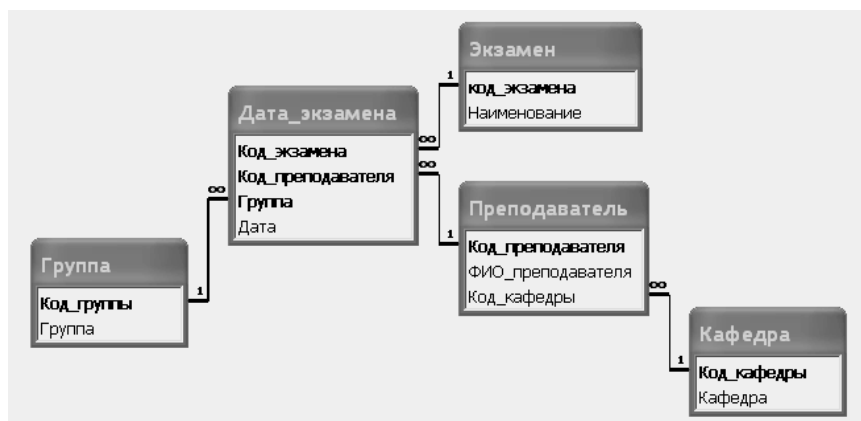 Экзамен
код_экзамена
Наименование
Дата_экзамена
Код_экзамена
Код_преподавателя
Группа
Дата
Преподаватель
Код_преподавателя
ФИО_преподавателя
Код_кафедры
Группа
Код_группы
Группа
Кафедра
Код_кафедры
Кафедра
1
∞
∞
1
∞
1
∞
1